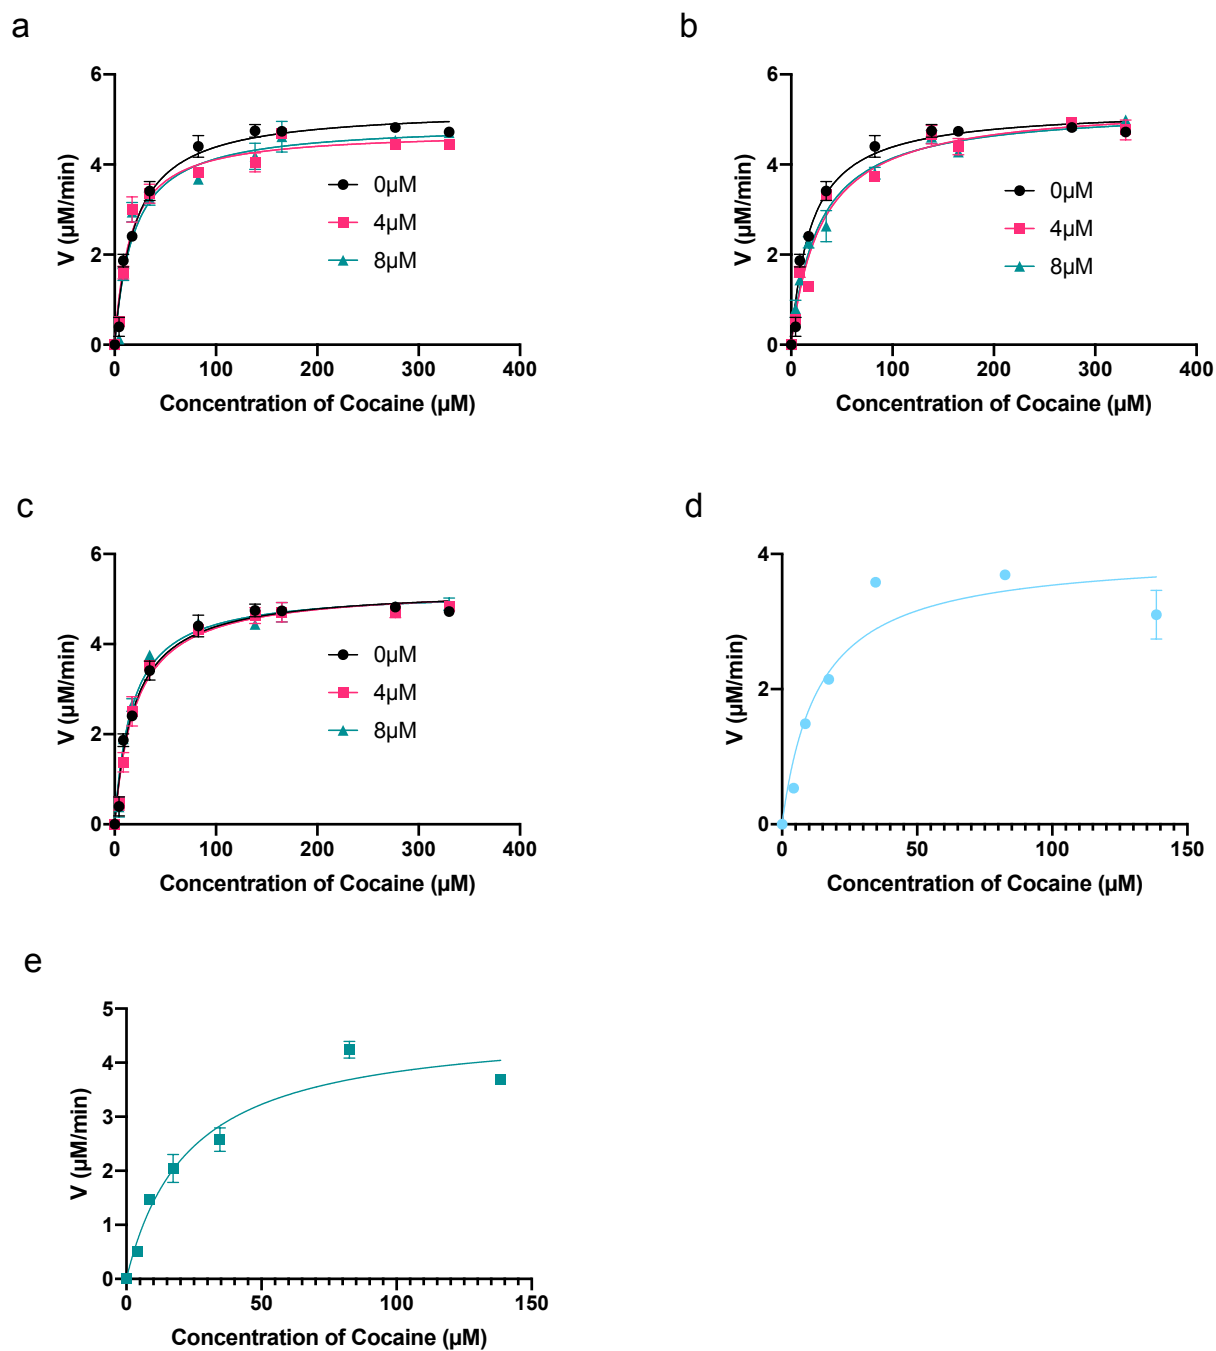 a
V (µM/min)
6
4
2
0
0µM
4µM
8µM
0
100
200
300
400
Concentration of Cocaine (µM)
b
V (µM/min)
6
4
2
0
0µM
4µM
8µM
0
100
200
300
400
Concentration of Cocaine (µM)
c
V (µM/min)
6
4
2
0
0µM
4µM
8µM
0
100
200
300
400
Concentration of Cocaine (µM)
d
V (µM/min)
4
2
0
0
50
100
150
Concentration of Cocaine (µM)
e
V (µM/min)
5
4
3
2
1
0
0
50
100
150
Concentration of Cocaine (µM)